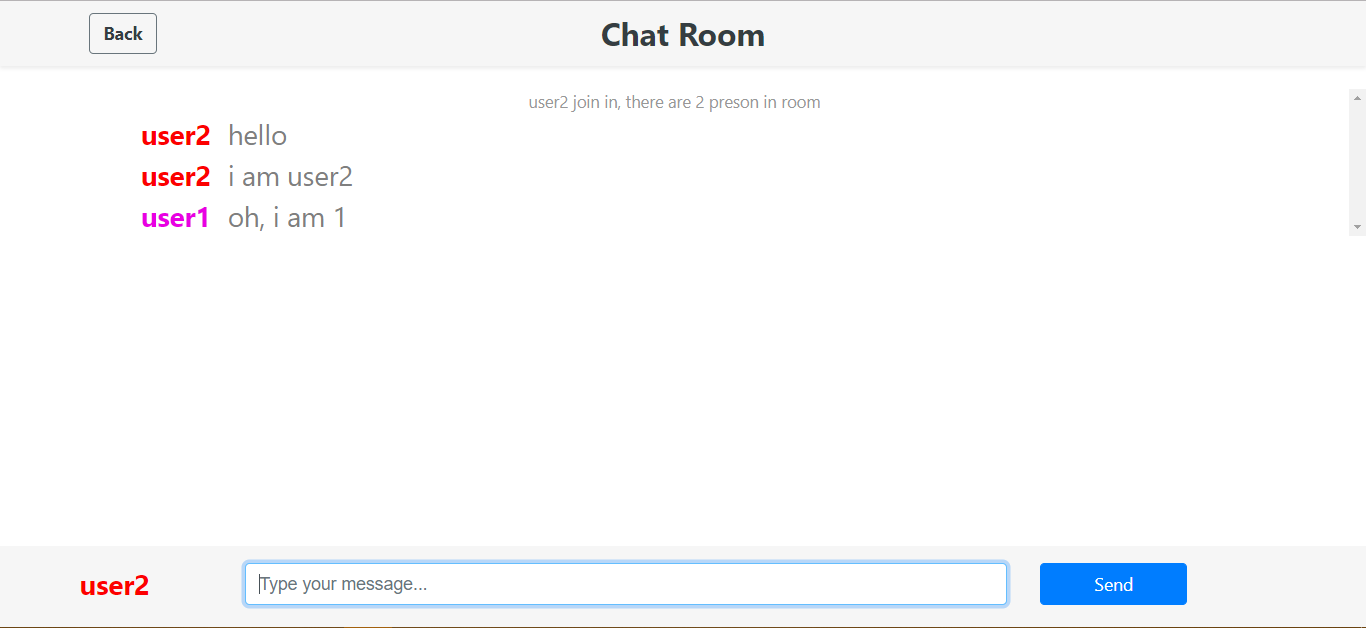 Back Chat Room
user2 join in, there are 2 preson in room
user2 hello
user2 i am user2
user1 oh, i am 1
user2 Type your message... Send